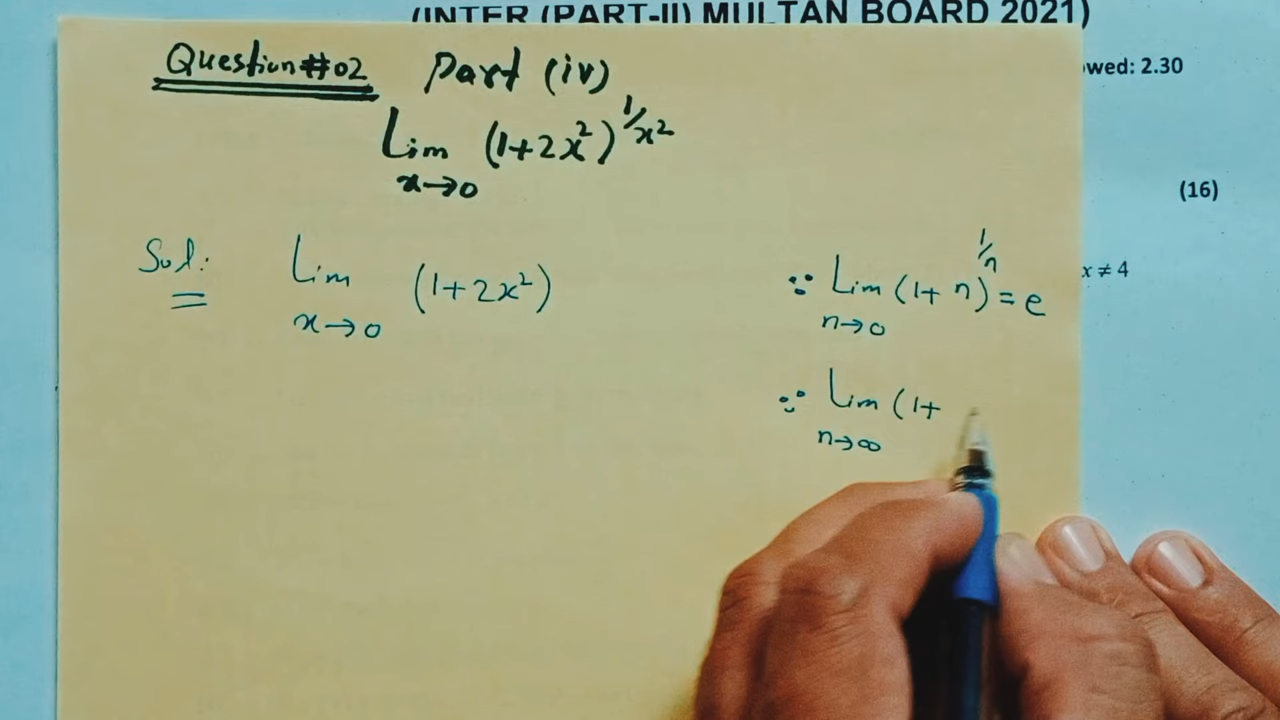 (INTER (PART-II) MULTAN BOARD 2021)
wed: 2.30
Question#02 Part (iv)
Lim (1+2x²)^1/x²
x→0
(16)
Sol: Lim (1+2x²)
x→0
∵ Lim (1+ n)^1/n = e
n→0
x ≠ 4
∵ Lim (1+
n→∞